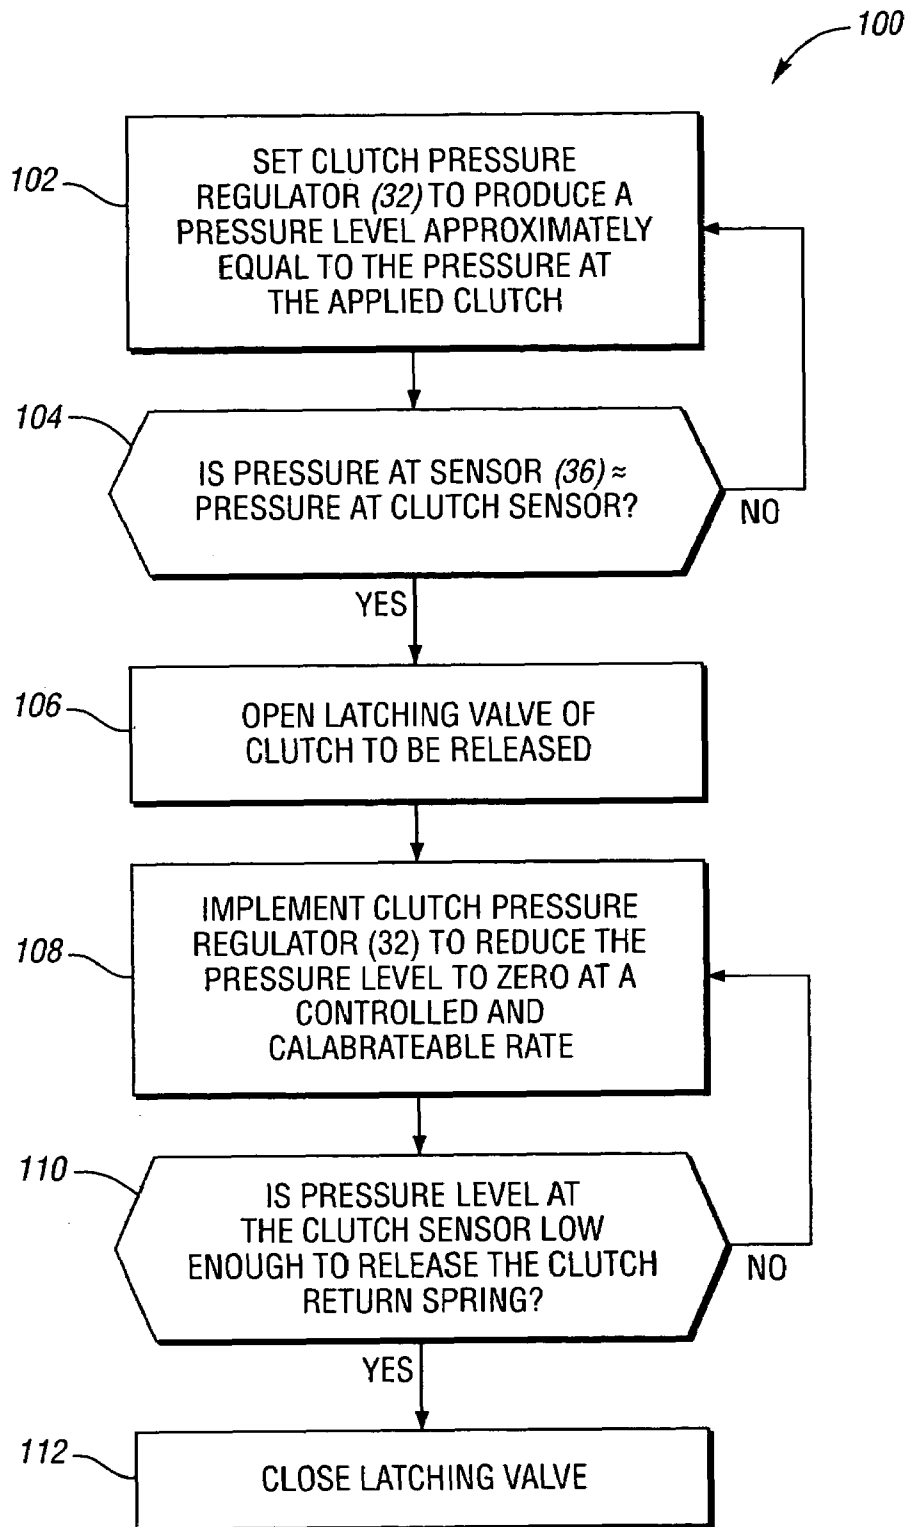 100
102
SET CLUTCH PRESSURE
REGULATOR (32) TO PRODUCE A
PRESSURE LEVEL APPROXIMATELY
EQUAL TO THE PRESSURE AT
THE APPLIED CLUTCH
104
IS PRESSURE AT SENSOR (36) ≈
PRESSURE AT CLUTCH SENSOR?
NO
YES
106
OPEN LATCHING VALVE OF
CLUTCH TO BE RELEASED
108
IMPLEMENT CLUTCH PRESSURE
REGULATOR (32) TO REDUCE THE
PRESSURE LEVEL TO ZERO AT A
CONTROLLED AND
CALABRATEABLE RATE
110
IS PRESSURE LEVEL AT
THE CLUTCH SENSOR LOW
ENOUGH TO RELEASE THE CLUTCH
RETURN SPRING?
NO
YES
112
CLOSE LATCHING VALVE